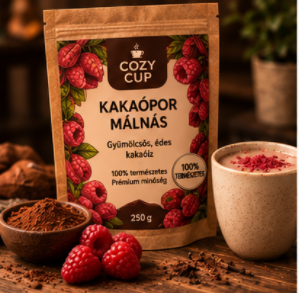 COZY
CUP
KAKAÓPOR
MÁLNÁS
Gyümölcsös, édes
kakaóíz
100% természetes
Prémium minőség
100%
TERMÉSZETES
250 g